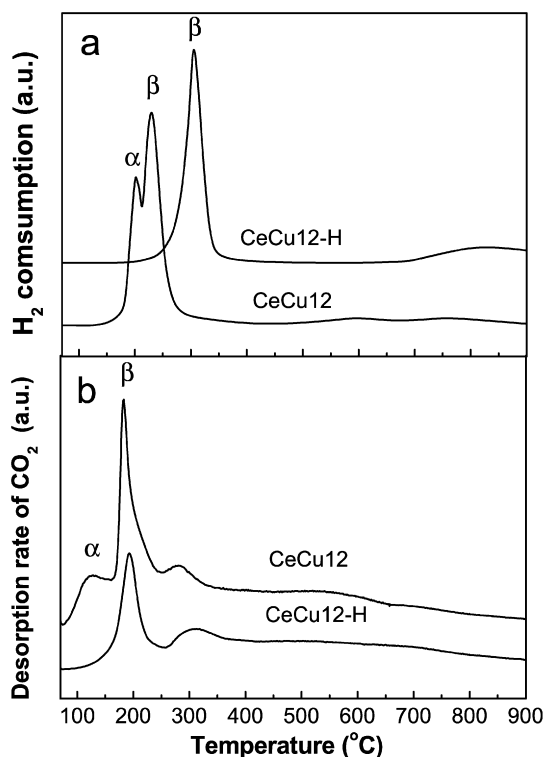 a
H2 comsumption (a.u.)
β
β
α
CeCu12-H
CeCu12
b
Desorption rate of CO2 (a.u.)
β
α
CeCu12
CeCu12-H
100 200 300 400 500 600 700 800 900
Temperature (°C)